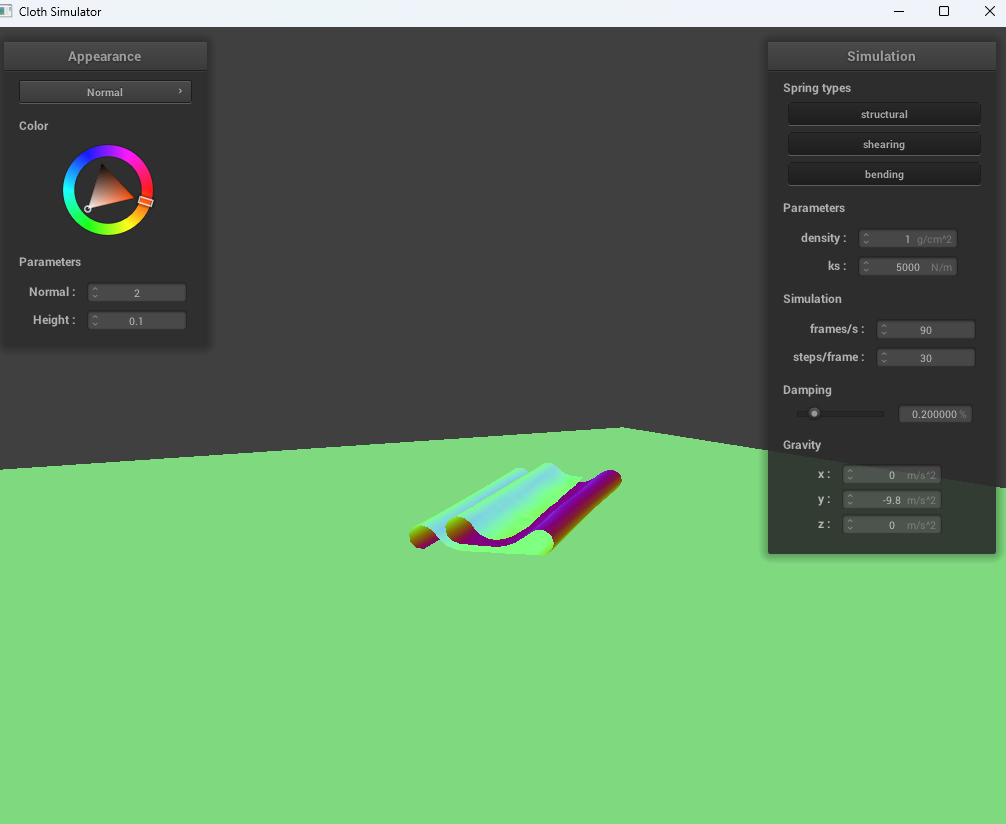 Cloth Simulator
Appearance
Normal
Color
Parameters
Normal : 2
Height : 0.1
Simulation
Spring types
structural
shearing
bending
Parameters
density : 1 g/cm^2
ks : 5000 N/m
Simulation
frames/s : 90
steps/frame : 30
Damping
0.200000 %
Gravity
x : 0 m/s^2
y : -9.8 m/s^2
z : 0 m/s^2